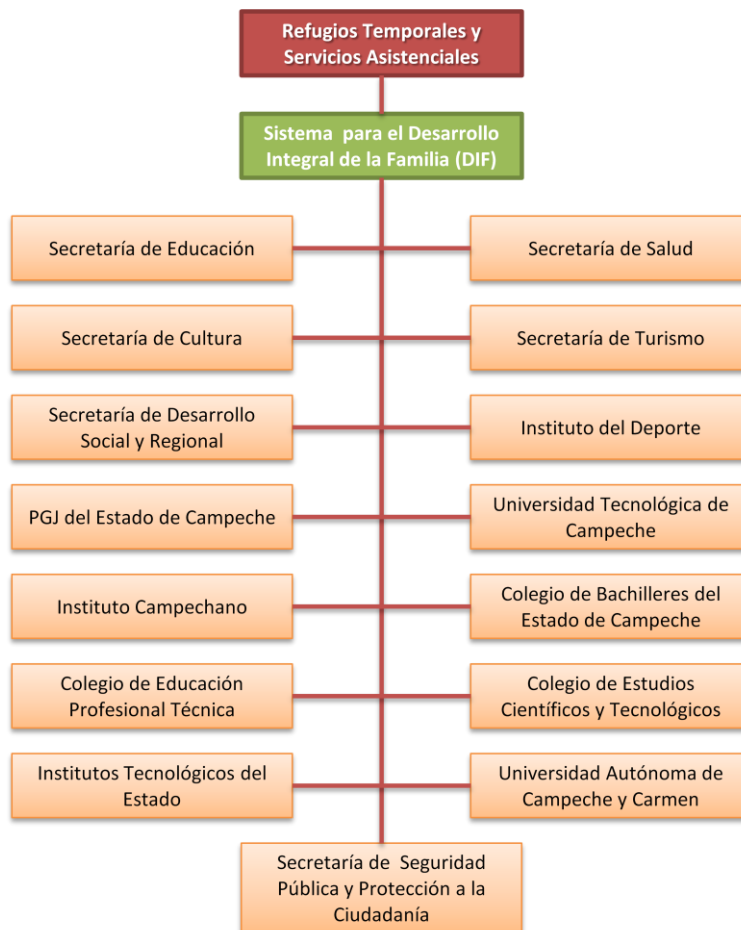 Refugios Temporales y
Servicios Asistenciales
Sistema para el Desarrollo
Integral de la Familia (DIF)
Secretaría de Educación
Secretaría de Salud
Secretaría de Cultura
Secretaría de Turismo
Secretaría de Desarrollo
Social y Regional
Instituto del Deporte
PGJ del Estado de Campeche
Universidad Tecnológica de
Campeche
Instituto Campechano
Colegio de Bachilleres del
Estado de Campeche
Colegio de Educación
Profesional Técnica
Colegio de Estudios
Científicos y Tecnológicos
Institutos Tecnológicos del
Estado
Universidad Autónoma de
Campeche y Carmen
Secretaría de Seguridad
Pública y Protección a la
Ciudadanía